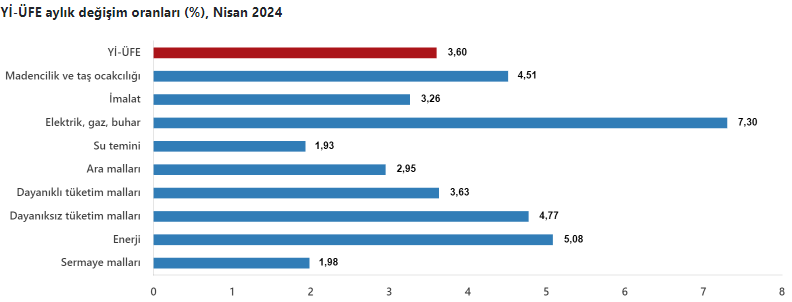 Yİ-ÜFE aylık değişim oranları (%), Nisan 2024
Yİ-ÜFE 3,60
Madencilik ve taş ocakcılığı 4,51
İmalat 3,26
Elektrik, gaz, buhar 7,30
Su temini 1,93
Ara malları 2,95
Dayanıklı tüketim malları 3,63
Dayanıksız tüketim malları 4,77
Enerji 5,08
Sermaye malları 1,98
0 1 2 3 4 5 6 7 8